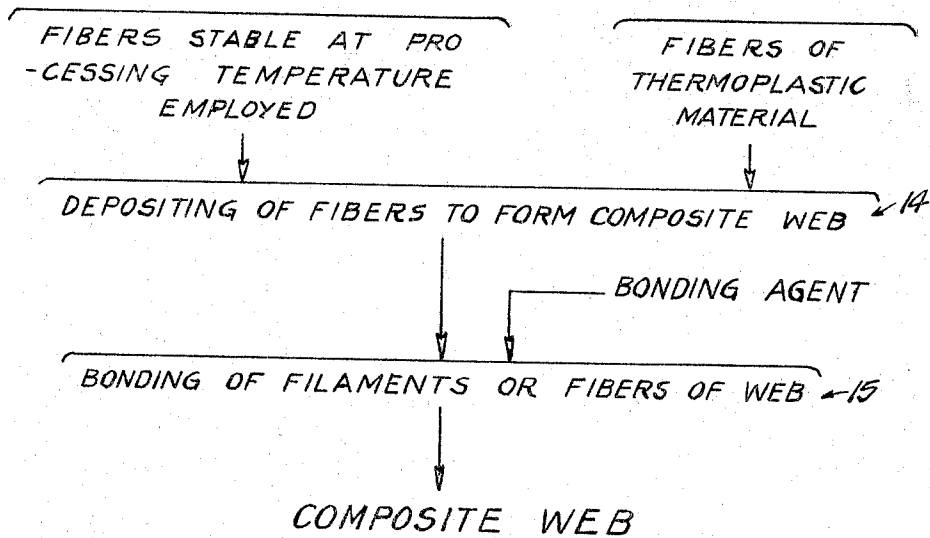 FIBERS STABLE AT PRO
-CESSING TEMPERATURE
EMPLOYED
FIBERS OF
THERMOPLASTIC
MATERIAL
DEPOSITING OF FIBERS TO FORM COMPOSITE WEB 14
BONDING AGENT
BONDING OF FILAMENTS OR FIBERS OF WEB 15
COMPOSITE WEB